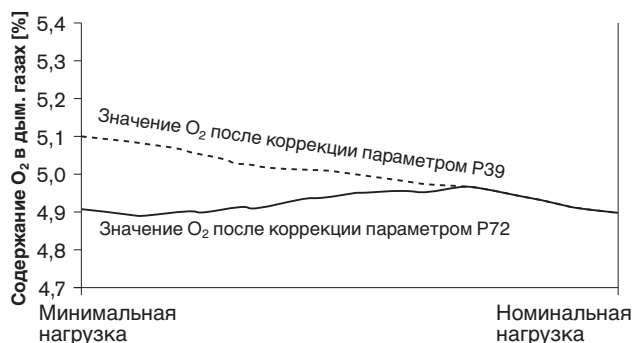 Содержание O₂ в дым. газах [%]
5,4
5,3
5,2
5,1
5,0
4,9
4,8
4,7
Значение O₂ после коррекции параметром P39
Значение O₂ после коррекции параметром P72
Минимальная
нагрузка
Номинальная
нагрузка